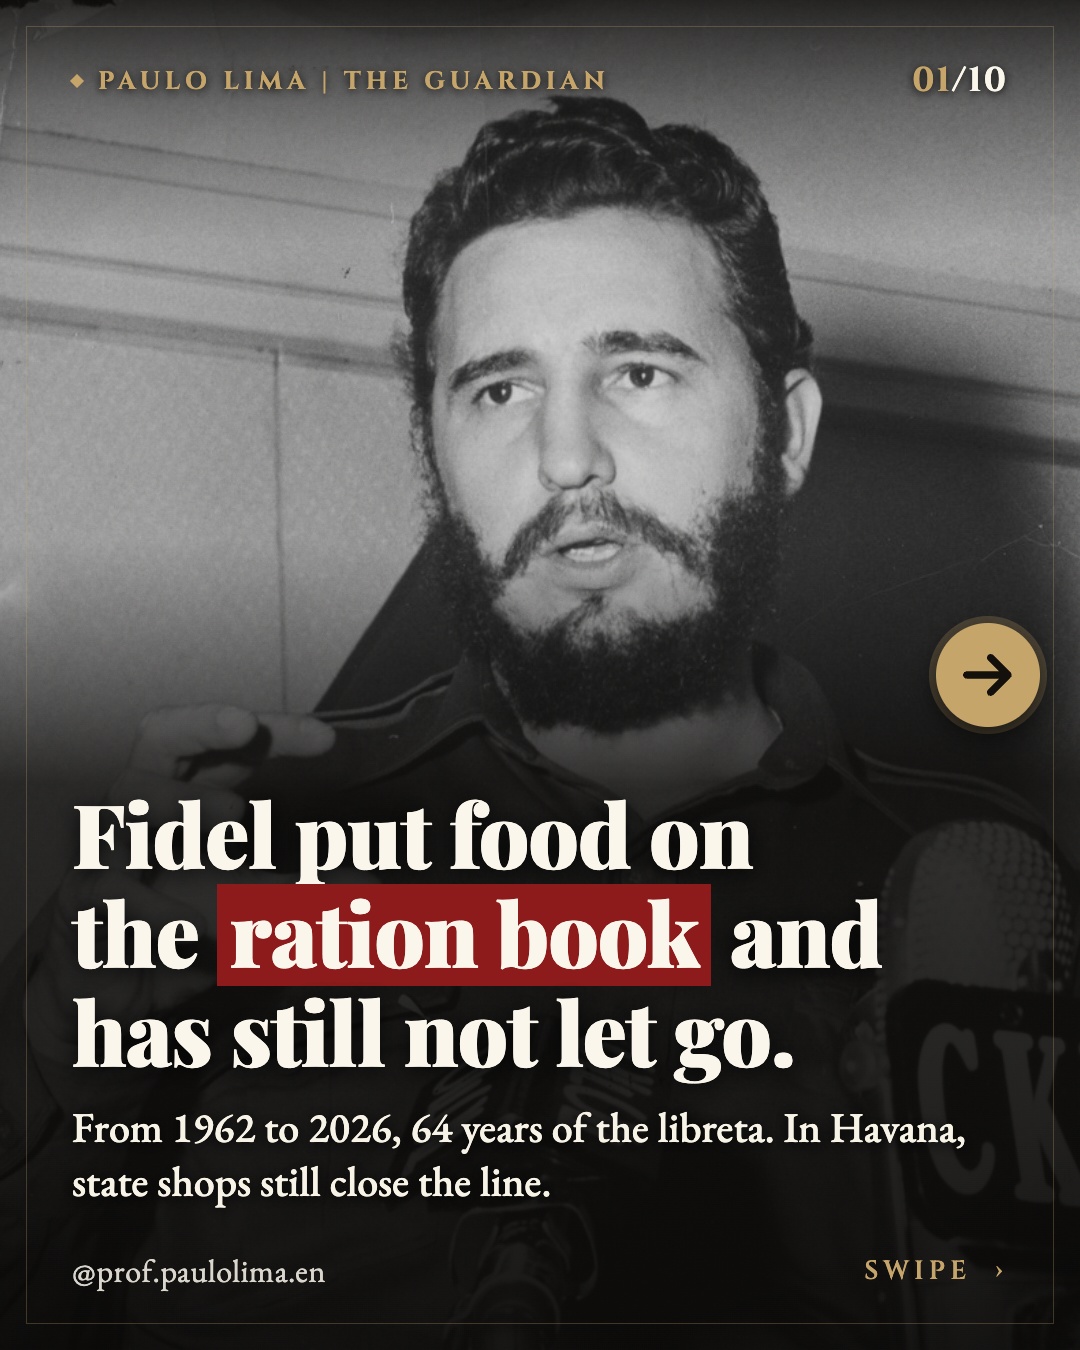 PAULO LIMA | THE GUARDIAN
01/10
Fidel put food on
the ration book and
has still not let go.
From 1962 to 2026, 64 years of the libreta. In Havana,
state shops still close the line.
@prof.paulolima.en
SWIPE ›
CK